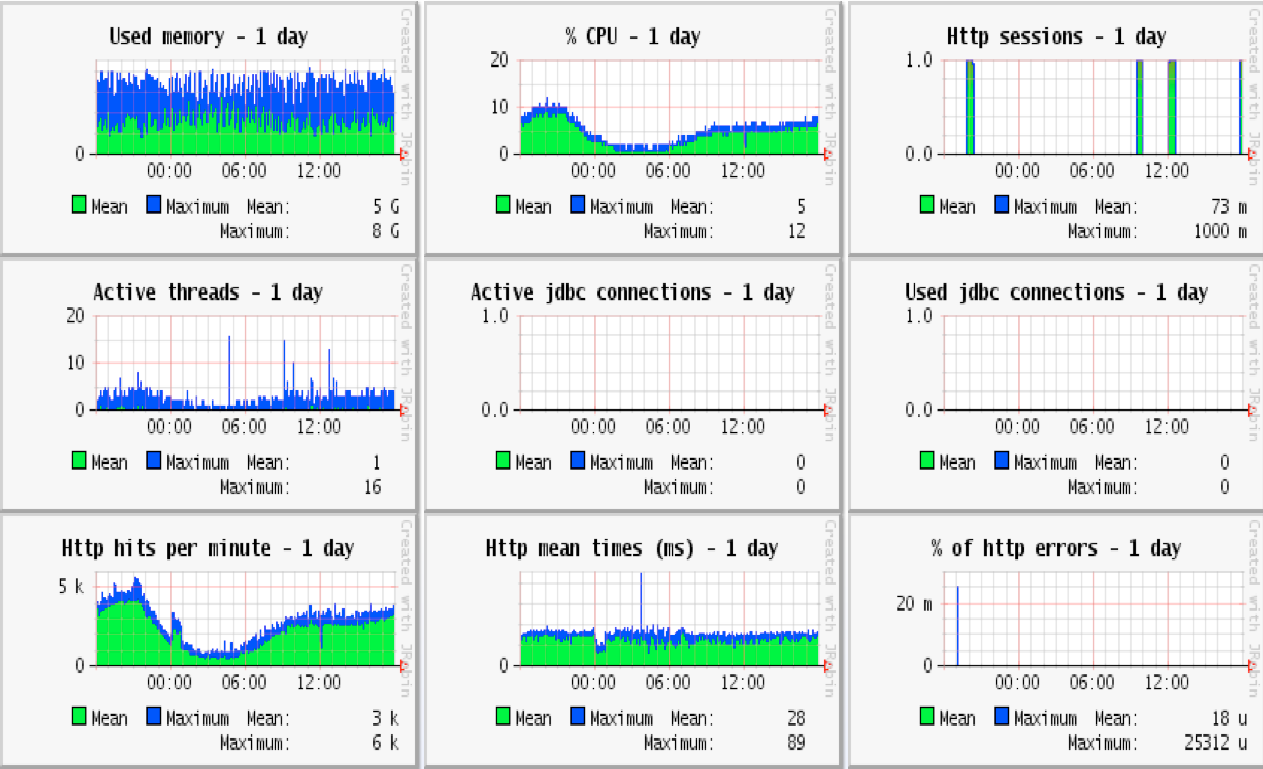 Used memory - 1 day
Created with JRobin
0
00:00 06:00 12:00
Mean Maximum Mean: 5 G
Maximum: 8 G
% CPU - 1 day
Created with JRobin
20
10
0
00:00 06:00 12:00
Mean Maximum Mean: 5
Maximum: 12
Http sessions - 1 day
Created with JRobin
1.0
0.0
00:00 06:00 12:00
Mean Maximum Mean: 73 m
Maximum: 1000 m
Active threads - 1 day
Created with JRobin
20
10
0
00:00 06:00 12:00
Mean Maximum Mean: 1
Maximum: 16
Active jdbc connections - 1 day
Created with JRobin
1.0
0.0
00:00 06:00 12:00
Mean Maximum Mean: 0
Maximum: 0
Used jdbc connections - 1 day
Created with JRobin
1.0
0.0
00:00 06:00 12:00
Mean Maximum Mean: 0
Maximum: 0
Http hits per minute - 1 day
Created with JRobin
5 k
0
00:00 06:00 12:00
Mean Maximum Mean: 3 k
Maximum: 6 k
Http mean times (ms) - 1 day
Created with JRobin
0
00:00 06:00 12:00
Mean Maximum Mean: 28
Maximum: 89
% of http errors - 1 day
Created with JRobin
20 m
0
00:00 06:00 12:00
Mean Maximum Mean: 18 u
Maximum: 25312 u